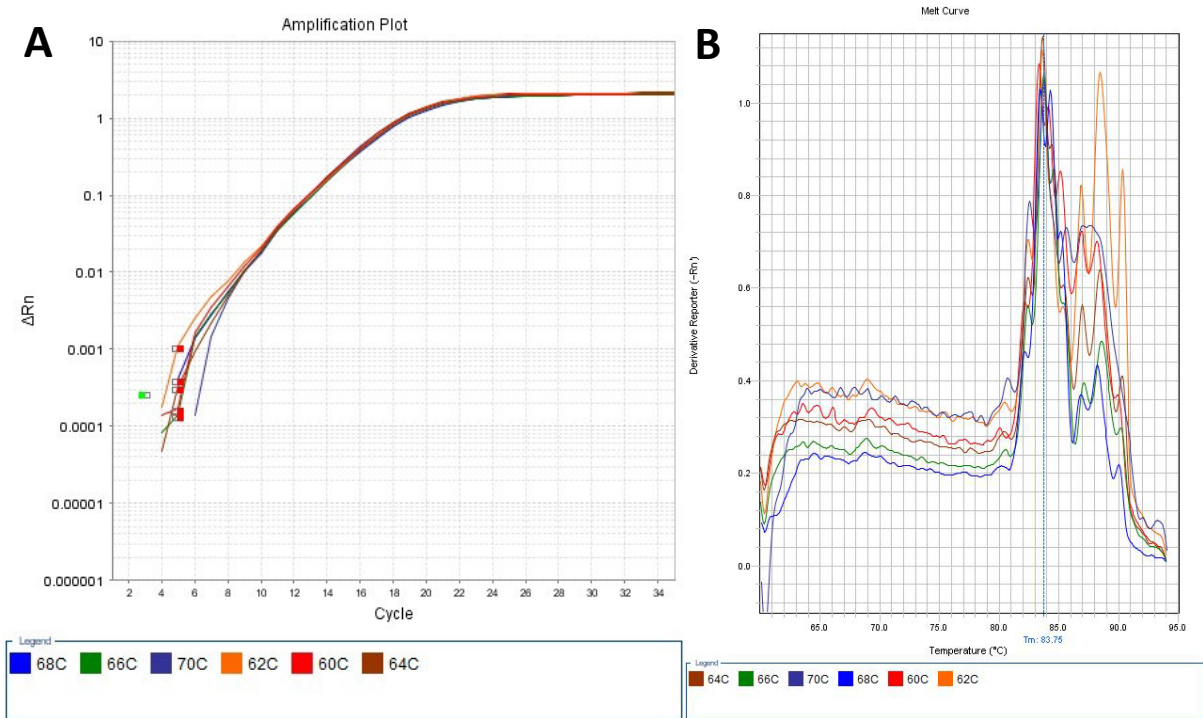 A
Amplification Plot
10
1
0.1
0.01
0.001
0.0001
0.00001
0.000001
ΔRn
2 4 6 8 10 12 14 16 18 20 22 24 26 28 30 32 34
Cycle
Legend
68C 66C 70C 62C 60C 64C
B
Melt Curve
1.0
0.8
0.6
0.4
0.2
0.0
Derivative Reporter (-Rn')
65.0 70.0 75.0 80.0 85.0 90.0 95.0
Tm: 83.75
Temperature (°C)
Legend
64C 66C 70C 68C 60C 62C